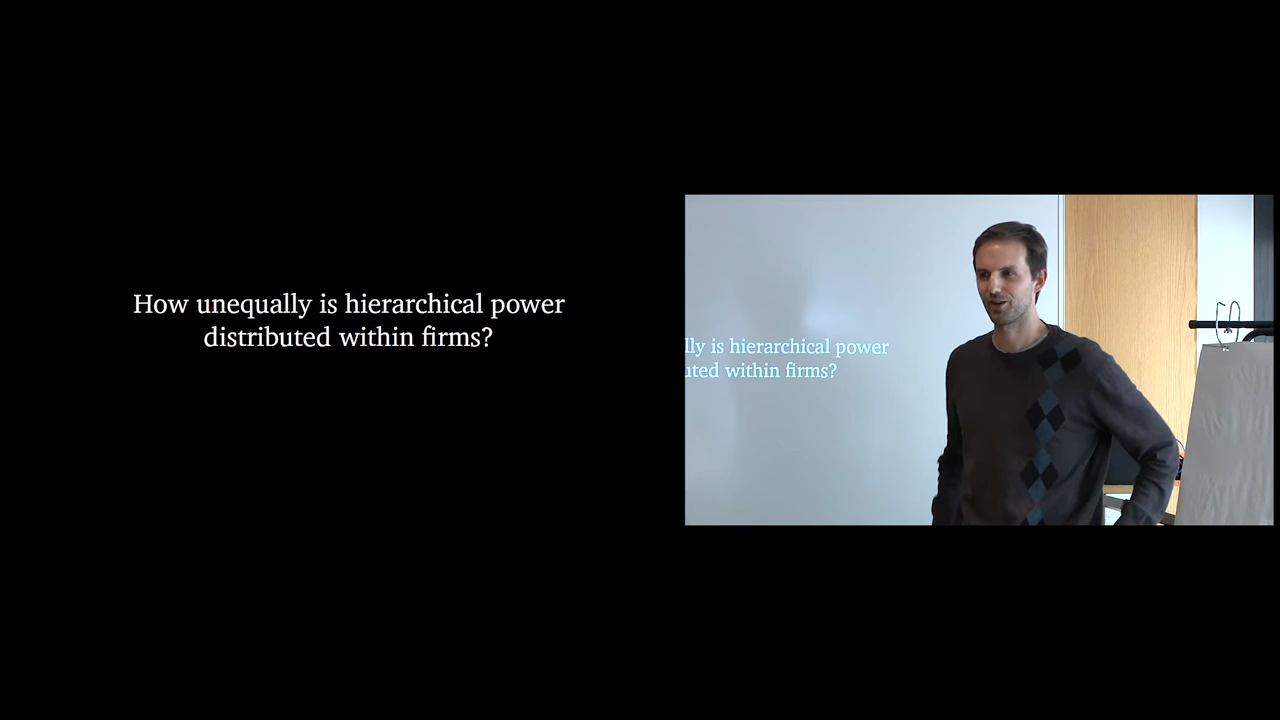 How unequally is hierarchical power
distributed within firms?
lly is hierarchical power
uted within firms?